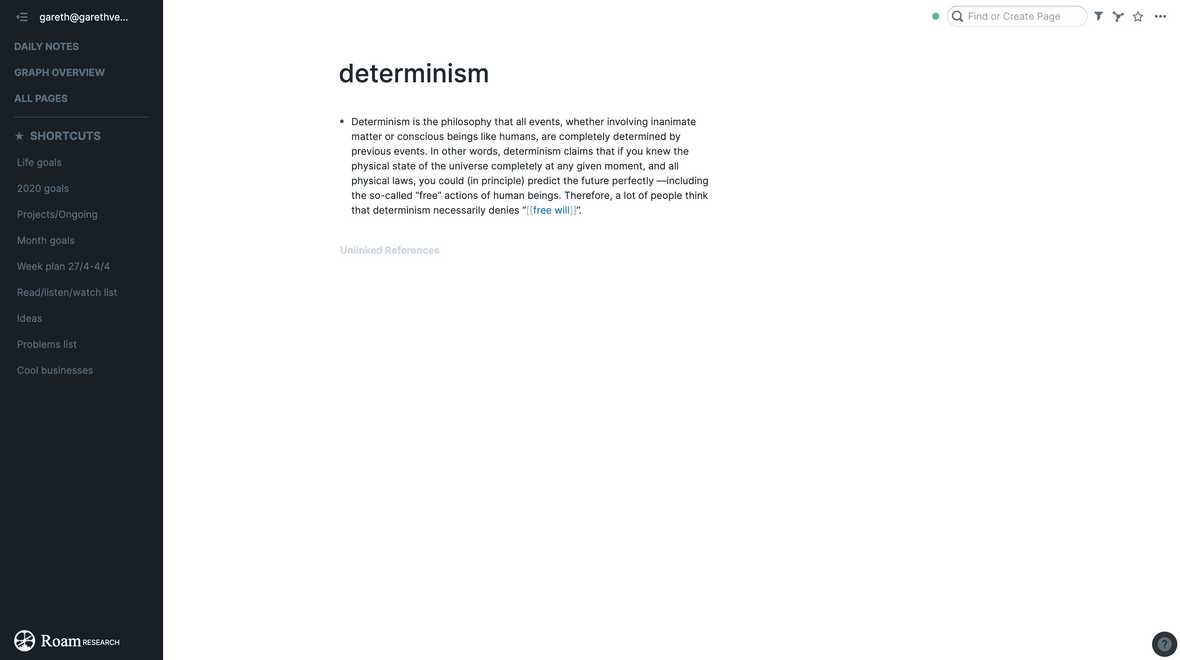 gareth@garethve...
DAILY NOTES
GRAPH OVERVIEW
ALL PAGES
★ SHORTCUTS
Life goals
2020 goals
Projects/Ongoing
Month goals
Week plan 27/4-4/4
Read/listen/watch list
Ideas
Problems list
Cool businesses
Roam RESEARCH
Find or Create Page
determinism
• Determinism is the philosophy that all events, whether involving inanimate
matter or conscious beings like humans, are completely determined by
previous events. In other words, determinism claims that if you knew the
physical state of the universe completely at any given moment, and all
physical laws, you could (in principle) predict the future perfectly —including
the so-called "free" actions of human beings. Therefore, a lot of people think
that determinism necessarily denies "[[free will]]".
Unlinked References
?